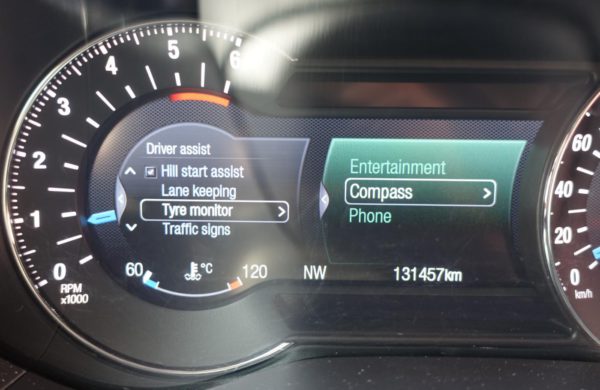 6
5
4
3
2
1
0
RPM
x1000
Driver assist
Hill start assist
Lane keeping
Tyre monitor >
Traffic signs
60 °C 120
Entertainment
Compass >
Phone
NW 131457km
60
40
20
0
km/h